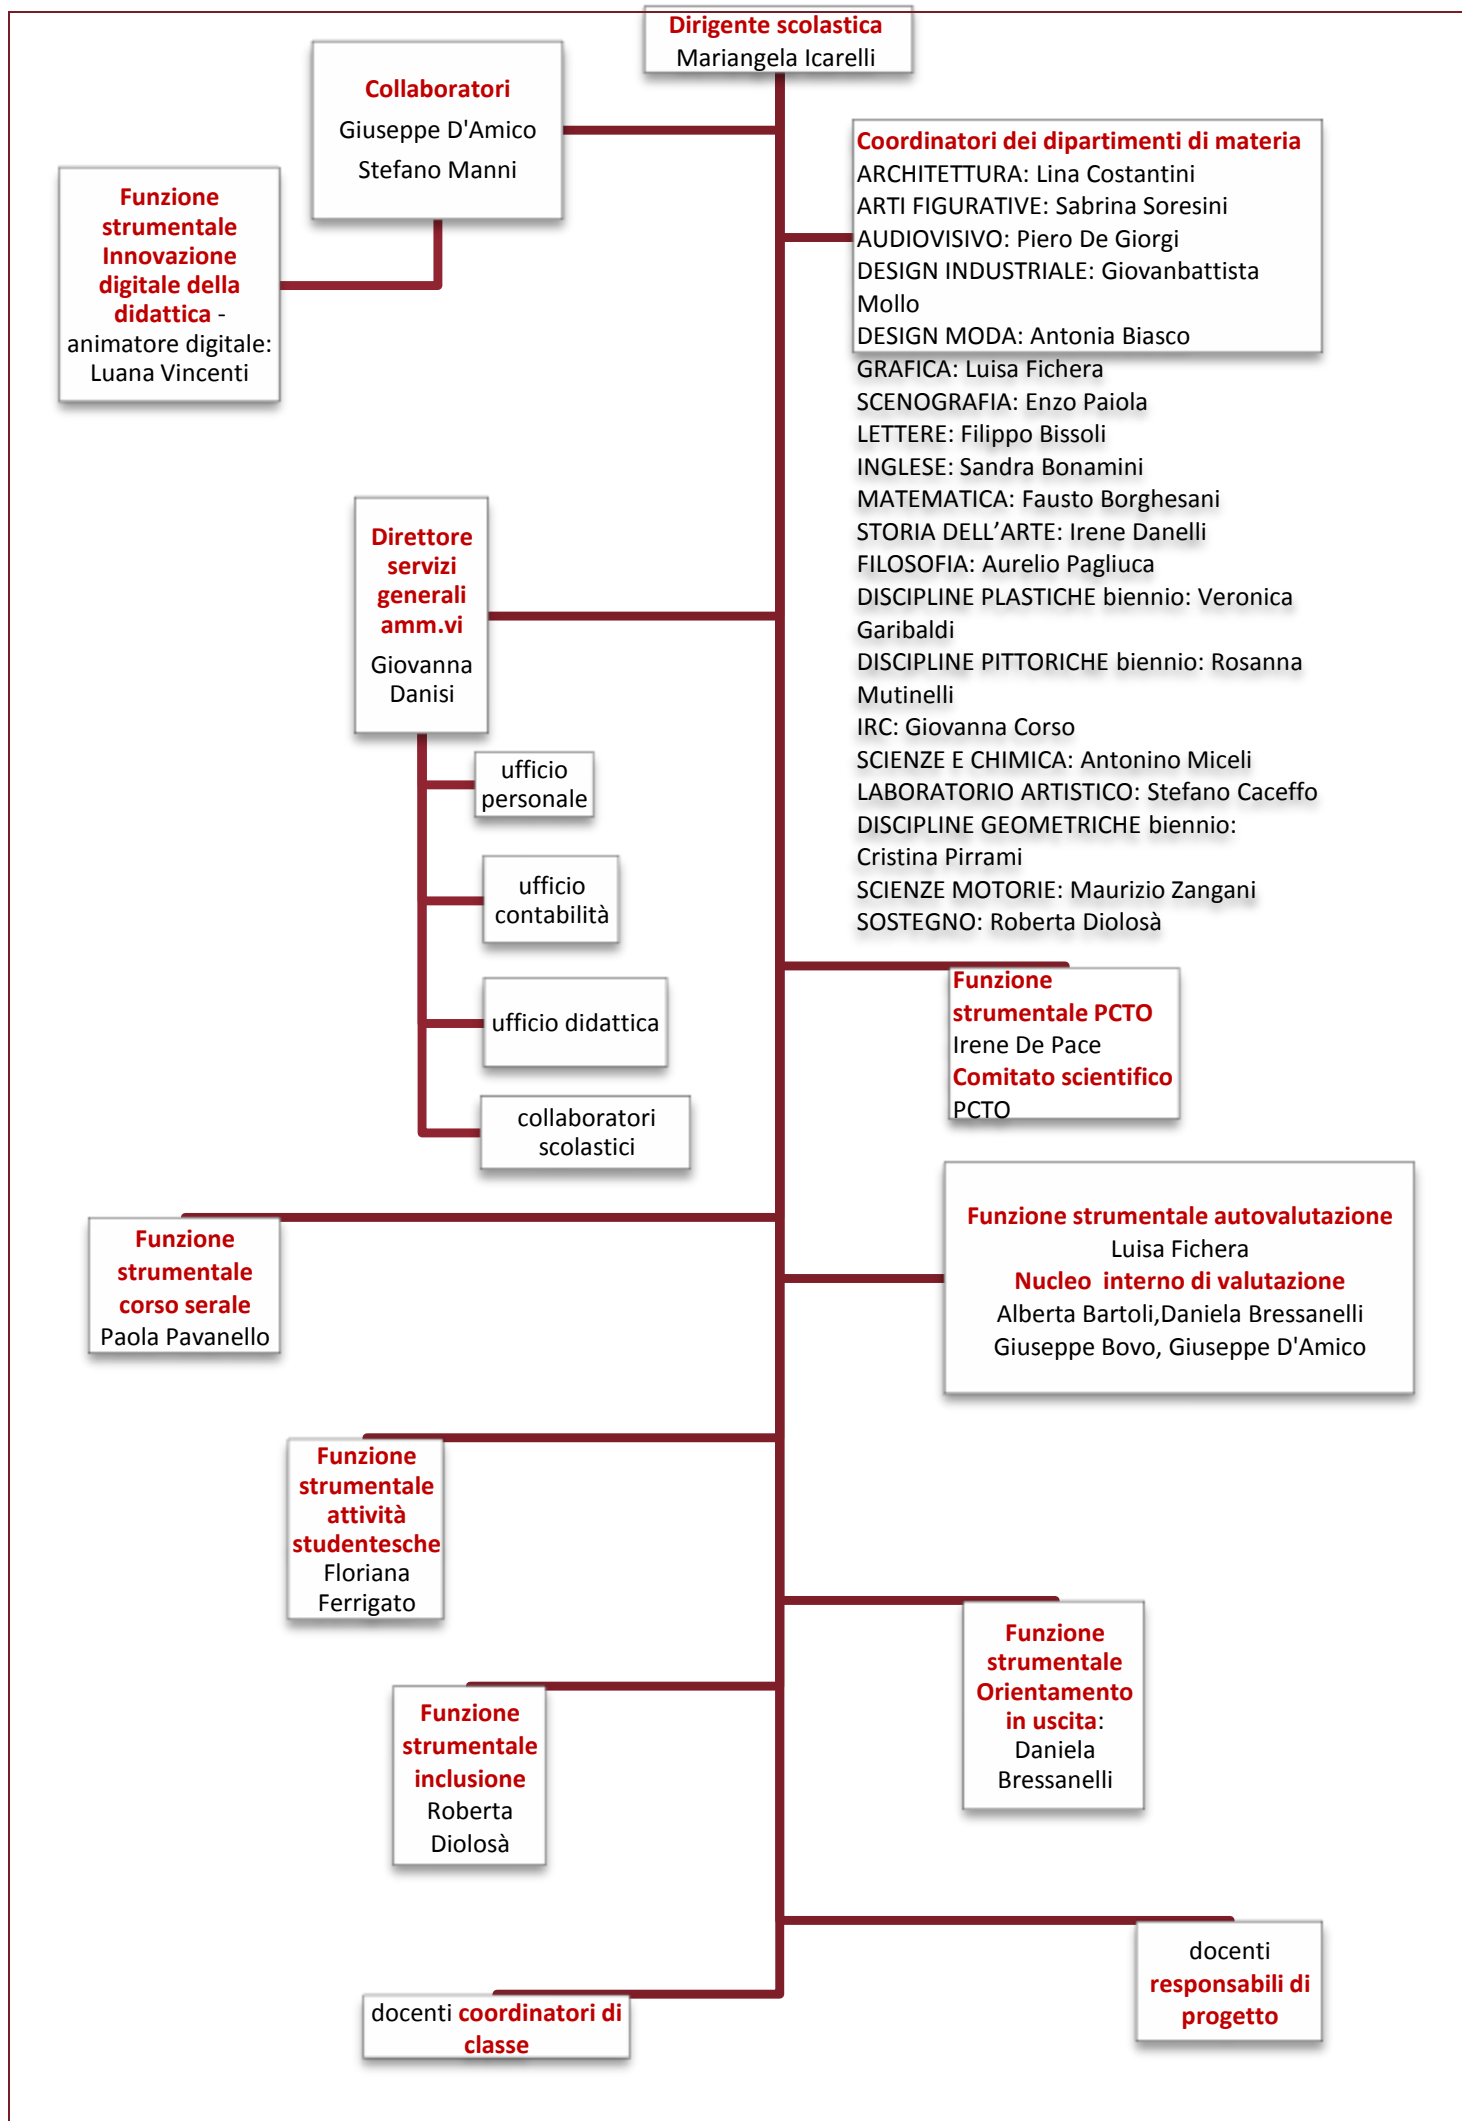 Dirigente scolastica
Mariangela Icarelli
Collaboratori
Giuseppe D'Amico
Stefano Manni
Funzione
strumentale
Innovazione
digitale della
didattica -
animatore digitale:
Luana Vincenti
Coordinatori dei dipartimenti di materia
ARCHITETTURA: Lina Costantini
ARTI FIGURATIVE: Sabrina Soresini
AUDIOVISIVO: Piero De Giorgi
DESIGN INDUSTRIALE: Giovanbattista
Mollo
DESIGN MODA: Antonia Biasco
GRAFICA: Luisa Fichera
SCENOGRAFIA: Enzo Paiola
LETTERE: Filippo Bissoli
INGLESE: Sandra Bonamini
MATEMATICA: Fausto Borghesani
STORIA DELL’ARTE: Irene Danelli
FILOSOFIA: Aurelio Pagliuca
DISCIPLINE PLASTICHE biennio: Veronica
Garibaldi
DISCIPLINE PITTORICHE biennio: Rosanna
Mutinelli
IRC: Giovanna Corso
SCIENZE E CHIMICA: Antonino Miceli
LABORATORIO ARTISTICO: Stefano Caceffo
DISCIPLINE GEOMETRICHE biennio:
Cristina Pirrami
SCIENZE MOTORIE: Maurizio Zangani
SOSTEGNO: Roberta Diolosà
Direttore
servizi
generali
amm.vi
Giovanna
Danisi
ufficio
personale
ufficio
contabilità
ufficio didattica
collaboratori
scolastici
Funzione
strumentale PCTO
Irene De Pace
Comitato scientifico
PCTO
Funzione strumentale autovalutazione
Luisa Fichera
Nucleo  interno di valutazione
Alberta Bartoli,Daniela Bressanelli
Giuseppe Bovo, Giuseppe D'Amico
Funzione
strumentale
corso serale
Paola Pavanello
Funzione
strumentale
attività
studentesche
Floriana
Ferrigato
Funzione
strumentale
Orientamento
in uscita:
Daniela
Bressanelli
Funzione
strumentale
inclusione
Roberta
Diolosà
docenti
responsabili di
progetto
docenti coordinatori di
classe